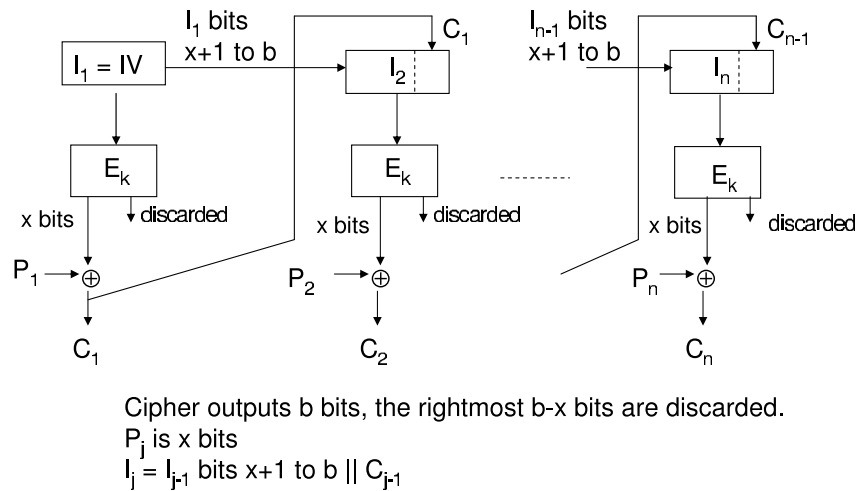 I1 bits
x+1 to b
C1
In-1 bits
x+1 to b
Cn-1
I1 = IV
I2
In
Ek
Ek
Ek
x bits
discarded
x bits
discarded
x bits
discarded
P1
P2
Pn
C1
C2
Cn
Cipher outputs b bits, the rightmost b-x bits are discarded.
Pj is x bits
Ij = Ij-1 bits x+1 to b || Cj-1